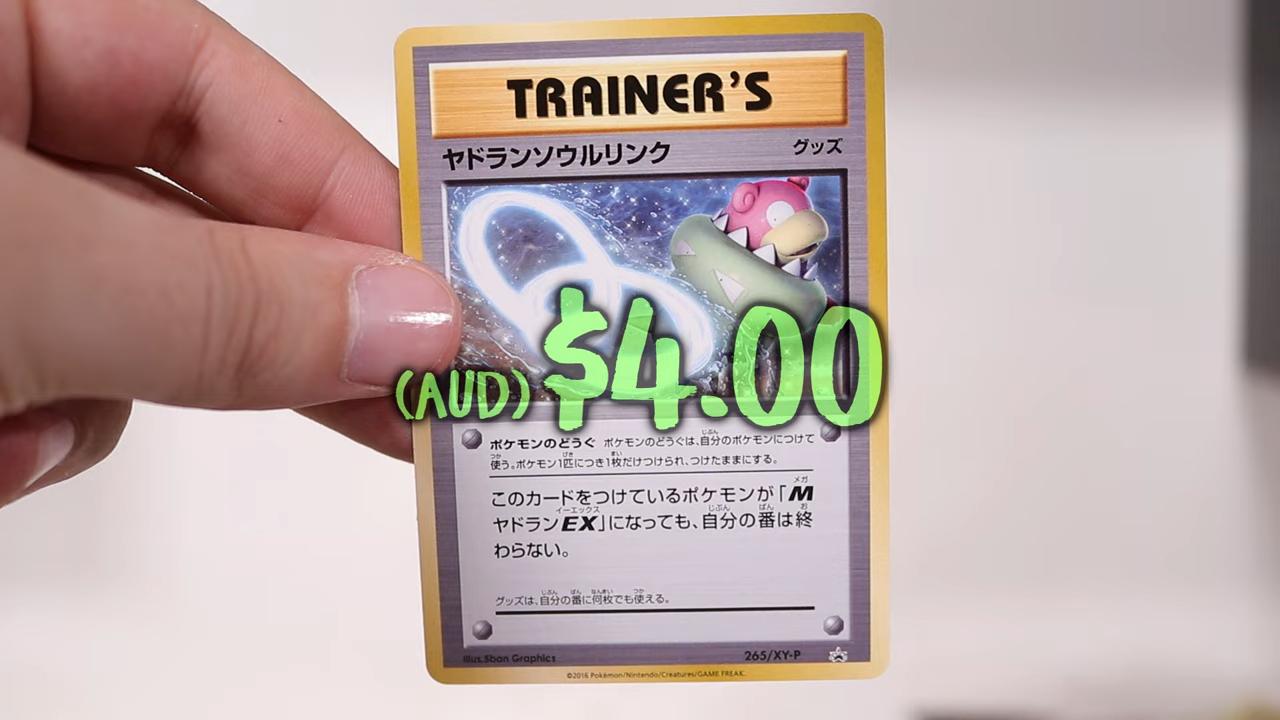 TRAINER'S
ヤドランソウルリンク グッズ
(AUD) $4.00
ポケモンのどうぐ ポケモンのどうぐは、自分のポケモンにつけて
使う。ポケモン1匹につき1枚だけつけられ、つけたままにする。
このカードをつけているポケモンが「M
ヤドランEX」になっても、自分の番は終
わらない。
グッズは、自分の番に何枚でも使える。
illus.5ban Graphics 265/XY-P
©2016 Pokémon/Nintendo/Creatures/GAME FREAK.